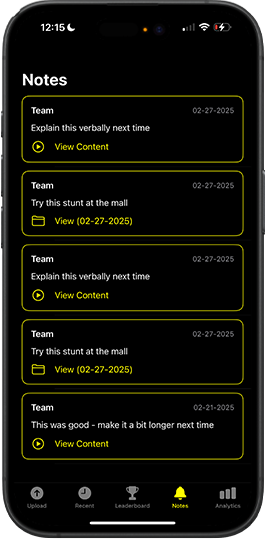 12:15
Notes
Team 02-27-2025
Explain this verbally next time
View Content
Team 02-27-2025
Try this stunt at the mall
View (02-27-2025)
Team 02-27-2025
Explain this verbally next time
View Content
Team 02-27-2025
Try this stunt at the mall
View (02-27-2025)
Team 02-21-2025
This was good - make it a bit longer next time
View Content
Upload Recent Leaderboard Notes Analytics